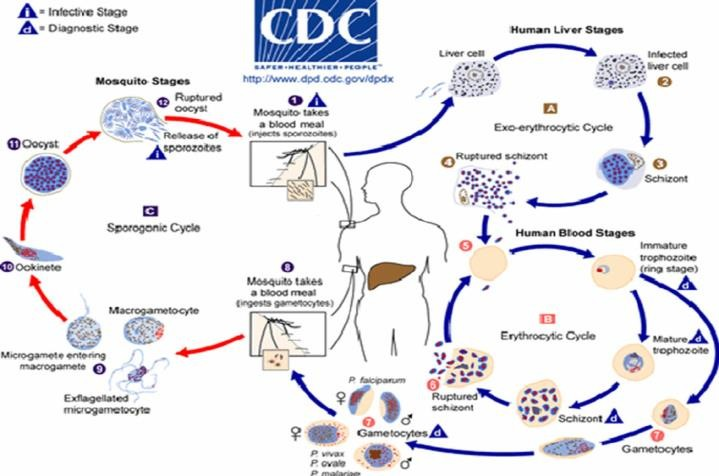 i = Infective Stage
d = Diagnostic Stage
CDC
SAFER • HEALTHIER • PEOPLE™
http://www.dpd.cdc.gov/dpdx
Human Liver Stages
Liver cell
Infected
liver cell
2
A
Exo-erythrocytic Cycle
4 Ruptured schizont
3
Schizont
Mosquito Stages
12 Ruptured
oocyst
i Release of
sporozoites
11 Oocyst
C
Sporogonic Cycle
10 Ookinete
Macrogametocyte
Microgamete entering
macrogamete 9
Exflagellated
microgametocyte
1 i
Mosquito takes
a blood meal
(injects sporozoites)
8
Mosquito takes
a blood meal
(ingests gametocytes)
Human Blood Stages
5
Immature
trophozoite
(ring stage)
d
B
Erythrocytic Cycle
Mature d
trophozoite
6
Ruptured
schizont
Schizont d
7
Gametocytes
P. falciparum
♀ ♂
7
Gametocytes d
♀ ♂
P. vivax
P. ovale
P. malariae